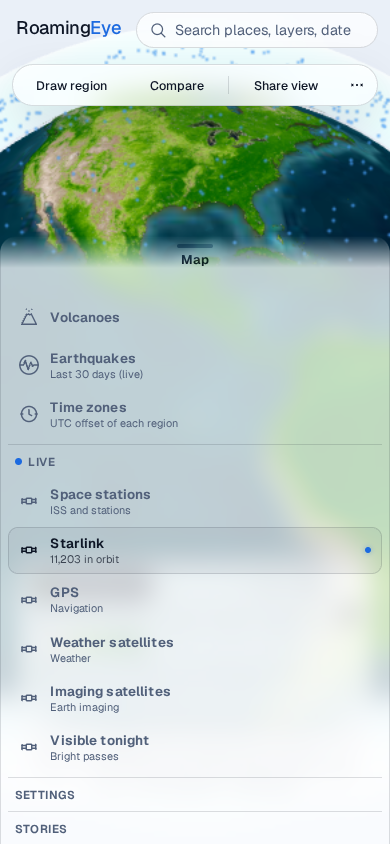 RoamingEye
Search places, layers, date
Draw region
Compare
Share view
Map
Volcanoes
Earthquakes
Last 30 days (live)
Time zones
UTC offset of each region
LIVE
Space stations
ISS and stations
Starlink
11,203 in orbit
GPS
Navigation
Weather satellites
Weather
Imaging satellites
Earth imaging
Visible tonight
Bright passes
SETTINGS
STORIES